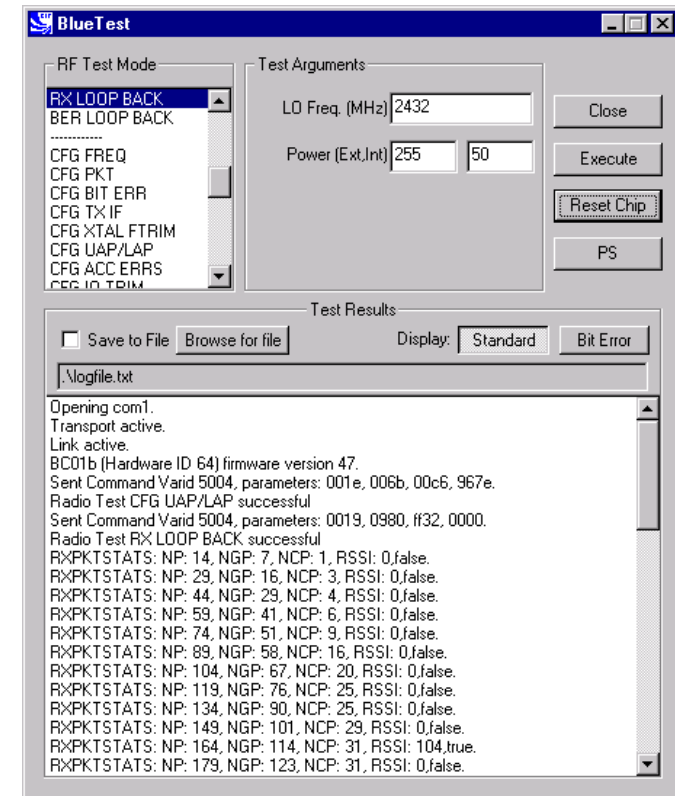 BlueTest
RF Test Mode
RX LOOP BACK
BER LOOP BACK
------------
CFG FREQ
CFG PKT
CFG BIT ERR
CFG TX IF
CFG XTAL FTRIM
CFG UAP/LAP
CFG ACC ERRS
CFG IQ TRIM
Test Arguments
LO Freq. (MHz) 2432
Power (Ext,Int) 255 50
Close
Execute
Reset Chip
PS
Test Results
Save to File Browse for file Display: Standard Bit Error
.\logfile.txt
Opening com1.
Transport active.
Link active.
BC01b (Hardware ID 64) firmware version 47.
Sent Command Varid 5004, parameters: 001e, 006b, 00c6, 967e.
Radio Test CFG UAP/LAP successful
Sent Command Varid 5004, parameters: 0019, 0980, ff32, 0000.
Radio Test RX LOOP BACK successful
RXPKTSTATS: NP: 14, NGP: 7, NCP: 1, RSSI: 0,false.
RXPKTSTATS: NP: 29, NGP: 16, NCP: 3, RSSI: 0,false.
RXPKTSTATS: NP: 44, NGP: 29, NCP: 4, RSSI: 0,false.
RXPKTSTATS: NP: 59, NGP: 41, NCP: 6, RSSI: 0,false.
RXPKTSTATS: NP: 74, NGP: 51, NCP: 9, RSSI: 0,false.
RXPKTSTATS: NP: 89, NGP: 58, NCP: 16, RSSI: 0,false.
RXPKTSTATS: NP: 104, NGP: 67, NCP: 20, RSSI: 0,false.
RXPKTSTATS: NP: 119, NGP: 76, NCP: 25, RSSI: 0,false.
RXPKTSTATS: NP: 134, NGP: 90, NCP: 25, RSSI: 0,false.
RXPKTSTATS: NP: 149, NGP: 101, NCP: 29, RSSI: 0,false.
RXPKTSTATS: NP: 164, NGP: 114, NCP: 31, RSSI: 104,true.
RXPKTSTATS: NP: 179, NGP: 123, NCP: 31, RSSI: 0,false.